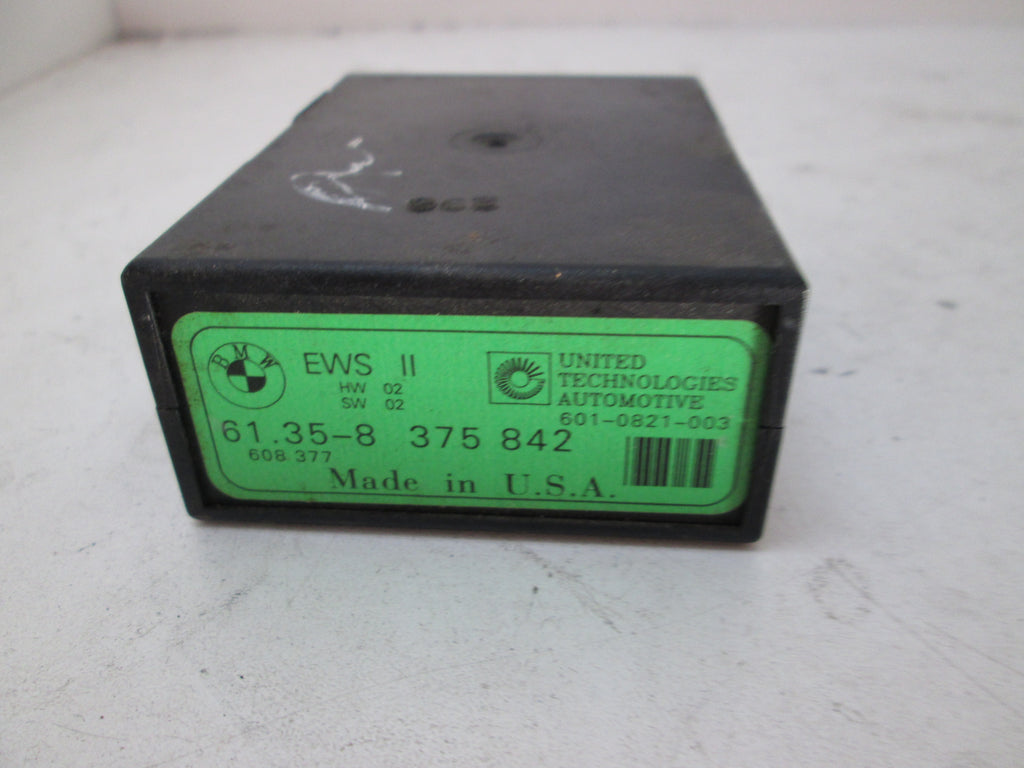 BMW
EWS II
HW 02
SW 02
UNITED
TECHNOLOGIES
AUTOMOTIVE
601-0821-003
61.35-8 375 842
608 377
Made in U.S.A.